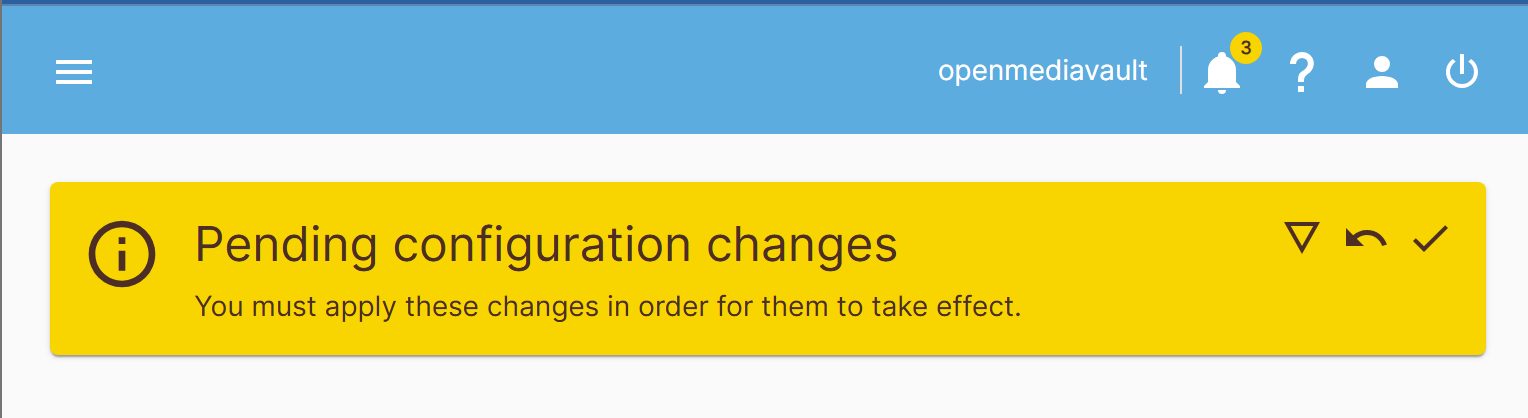 openmediavault
3
Pending configuration changes
You must apply these changes in order for them to take effect.